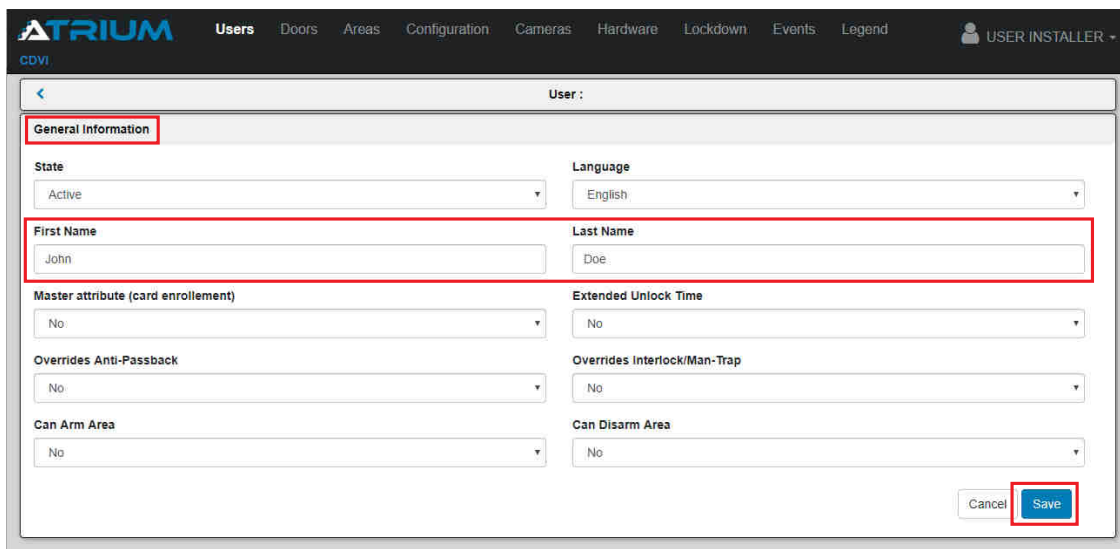 ATRIUM Users Doors Areas Configuration Cameras Hardware Lockdown Events Legend USER INSTALLER
CDVI
User :
General Information
State Language
Active English
First Name Last Name
John Doe
Master attribute (card enrollement) Extended Unlock Time
No No
Overrides Anti-Passback Overrides Interlock/Man-Trap
No No
Can Arm Area Can Disarm Area
No No
Cancel Save